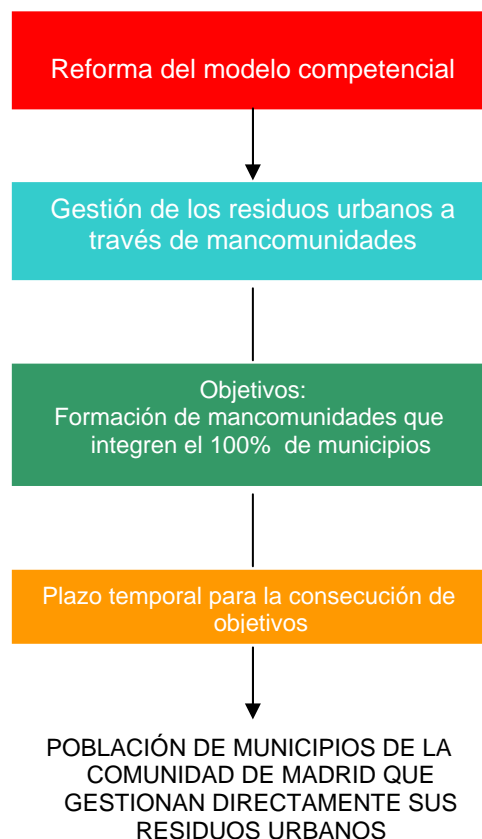 Reforma del modelo competencial
Gestión de los residuos urbanos a
través de mancomunidades
Objetivos:
Formación de mancomunidades que
integren el 100% de municipios
Plazo temporal para la consecución de
objetivos
POBLACIÓN DE MUNICIPIOS DE LA
COMUNIDAD DE MADRID QUE
GESTIONAN DIRECTAMENTE SUS
RESIDUOS URBANOS